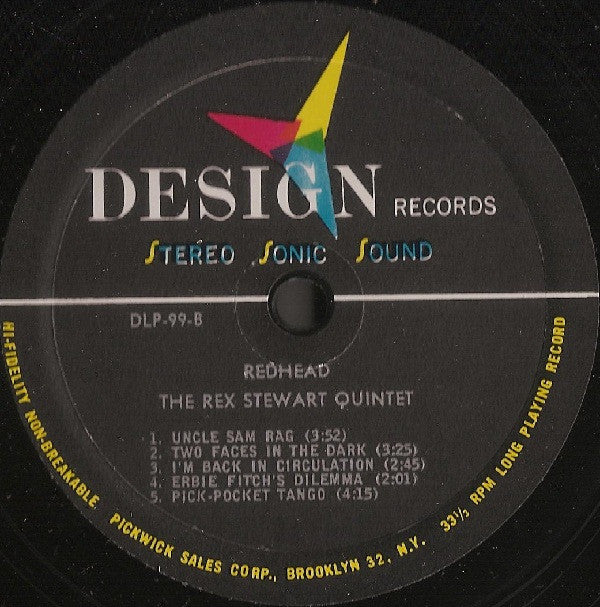 DESIGN RECORDS
STEREO SONIC SOUND
DLP-99-B
REDHEAD
THE REX STEWART QUINTET
1. UNCLE SAM RAG (3:52)
2. TWO FACES IN THE DARK (3:25)
3. I'M BACK IN CIRCULATION (2:45)
4. ERBIE FITCH'S DILEMMA (2:01)
5. PICK-POCKET TANGO (4:15)
HI-FIDELITY NON-BREAKABLE PICKWICK SALES CORP., BROOKLYN 32, N.Y. 33⅓ RPM LONG PLAYING RECORD